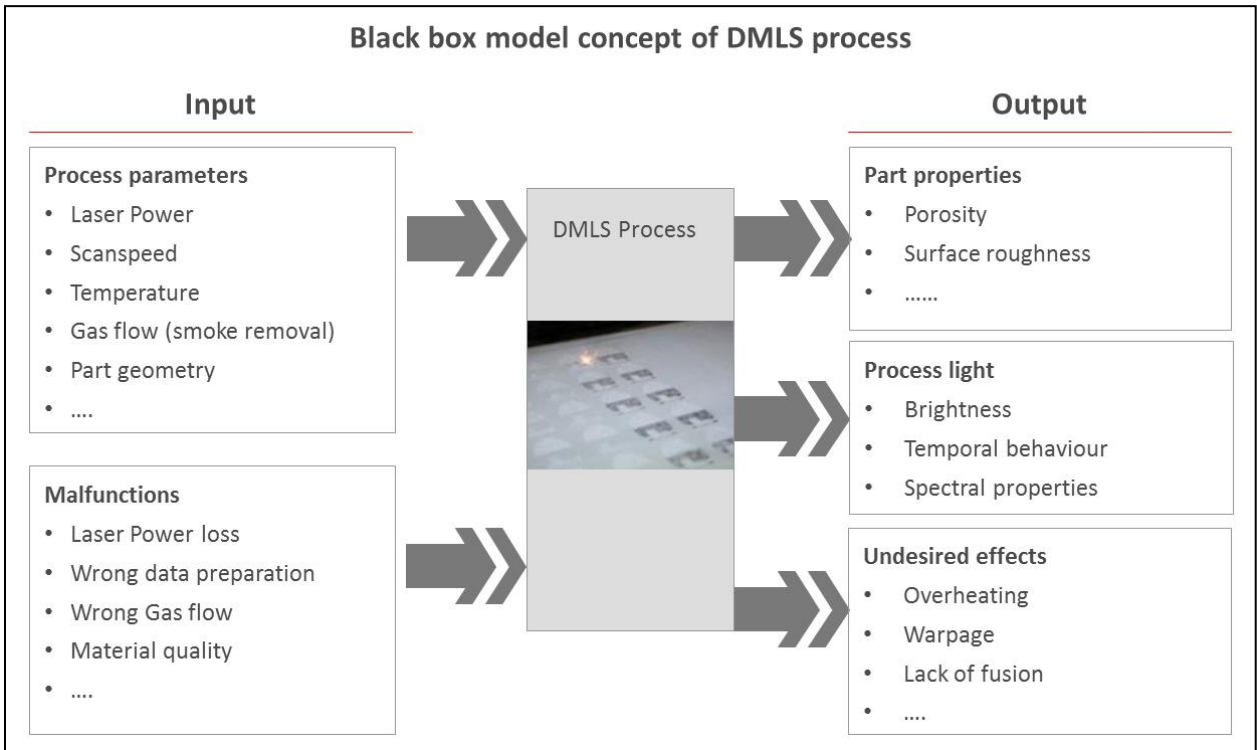 Black box model concept of DMLS process
Input
Process parameters
• Laser Power
• Scanspeed
• Temperature
• Gas flow (smoke removal)
• Part geometry
• ....
Malfunctions
• Laser Power loss
• Wrong data preparation
• Wrong Gas flow
• Material quality
• ....
DMLS Process
Output
Part properties
• Porosity
• Surface roughness
• ......
Process light
• Brightness
• Temporal behaviour
• Spectral properties
Undesired effects
• Overheating
• Warpage
• Lack of fusion
• ....